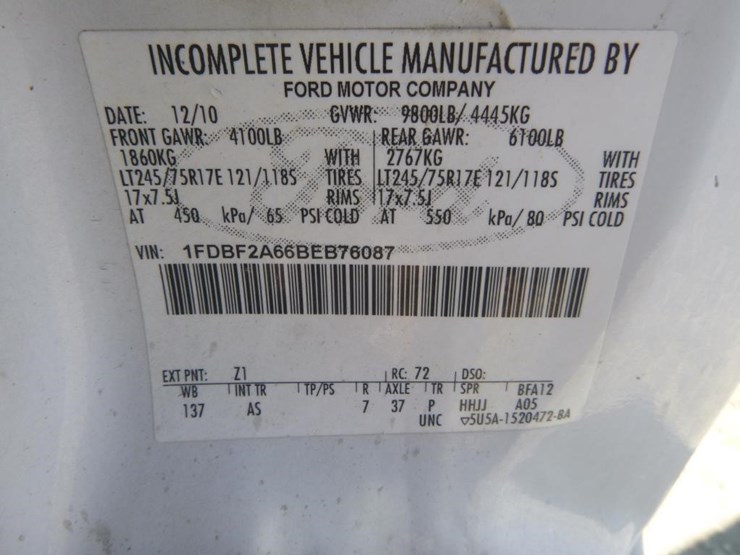 INCOMPLETE VEHICLE MANUFACTURED BY
FORD MOTOR COMPANY
DATE: 12/10 GVWR: 9800LB/ 4445KG
FRONT GAWR: 4100LB REAR GAWR: 6100LB
1860KG WITH 2767KG WITH
LT245/75R17E 121/118S TIRES LT245/75R17E 121/118S TIRES
17x7.5J RIMS 17x7.5J RIMS
AT 450 kPa/ 65 PSI COLD AT 550 kPa/ 80 PSI COLD
VIN: 1FDBF2A66BEB76087
EXT PNT: Z1 RC: 72 DSO:
WB INT TR TP/PS R AXLE TR SPR BFA12
137 AS 7 37 P HHJJ A05
UNC ▽5U5A-1520472-BA